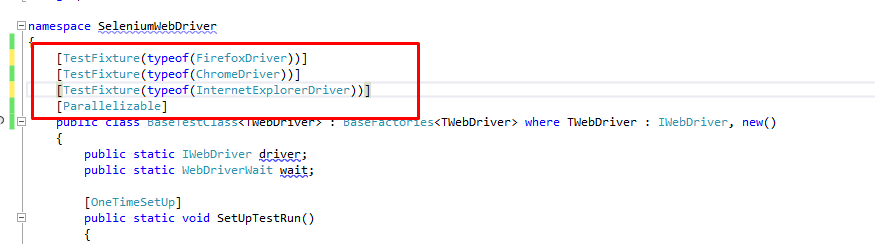 namespace SeleniumWebDriver
{
[TestFixture(typeof(FirefoxDriver))]
[TestFixture(typeof(ChromeDriver))]
[TestFixture(typeof(InternetExplorerDriver))]
[Parallelizable]
public class BaseTestClass<TWebDriver> : BaseFactories<TWebDriver> where TWebDriver : IWebDriver, new()
{
public static IWebDriver driver;
public static WebDriverWait wait;
[OneTimeSetUp]
public static void SetUpTestRun()
{